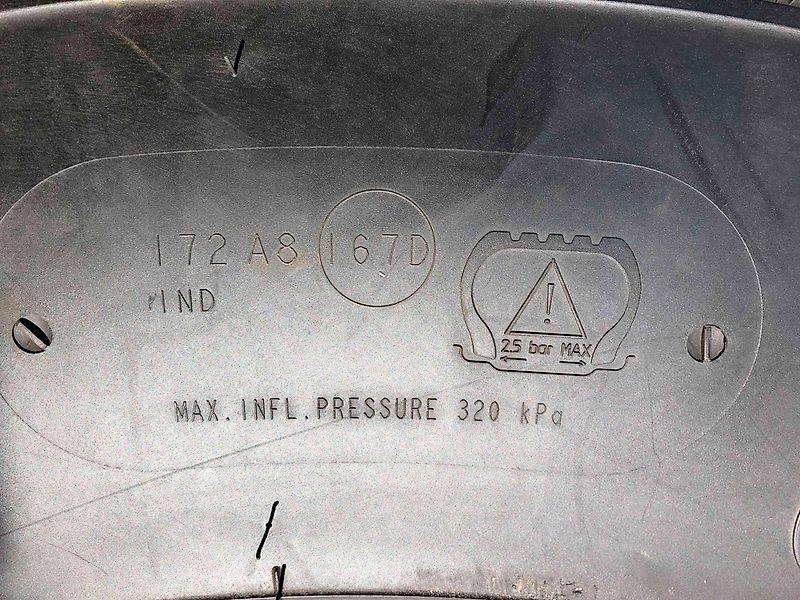 172 A8 167D
IND
!
2.5 bar MAX
MAX. INFL. PRESSURE 320 kPa